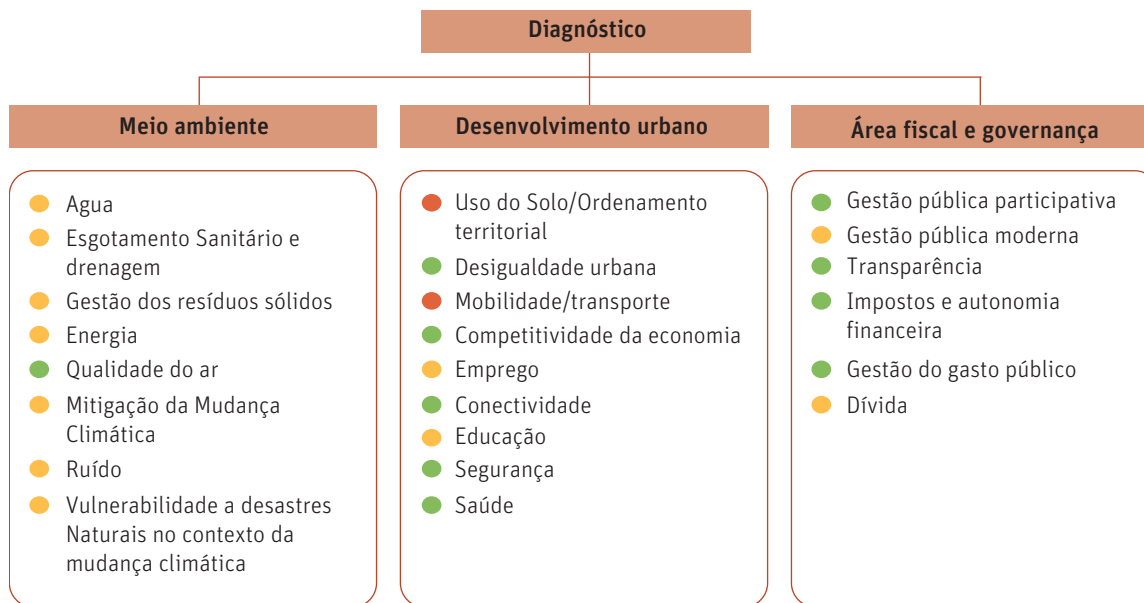 Diagnóstico
Meio ambiente
Agua
Esgotamento Sanitário e
drenagem
Gestão dos resíduos sólidos
Energia
Qualidade do ar
Mitigação da Mudança
Climática
Ruído
Vulnerabilidade a desastres
Naturais no contexto da
mudança climática
Desenvolvimento urbano
Uso do Solo/Ordenamento
territorial
Desigualdade urbana
Mobilidade/transporte
Competitividade da economia
Emprego
Conectividade
Educação
Segurança
Saúde
Área fiscal e governança
Gestão pública participativa
Gestão pública moderna
Transparência
Impostos e autonomia
financeira
Gestão do gasto público
Dívida